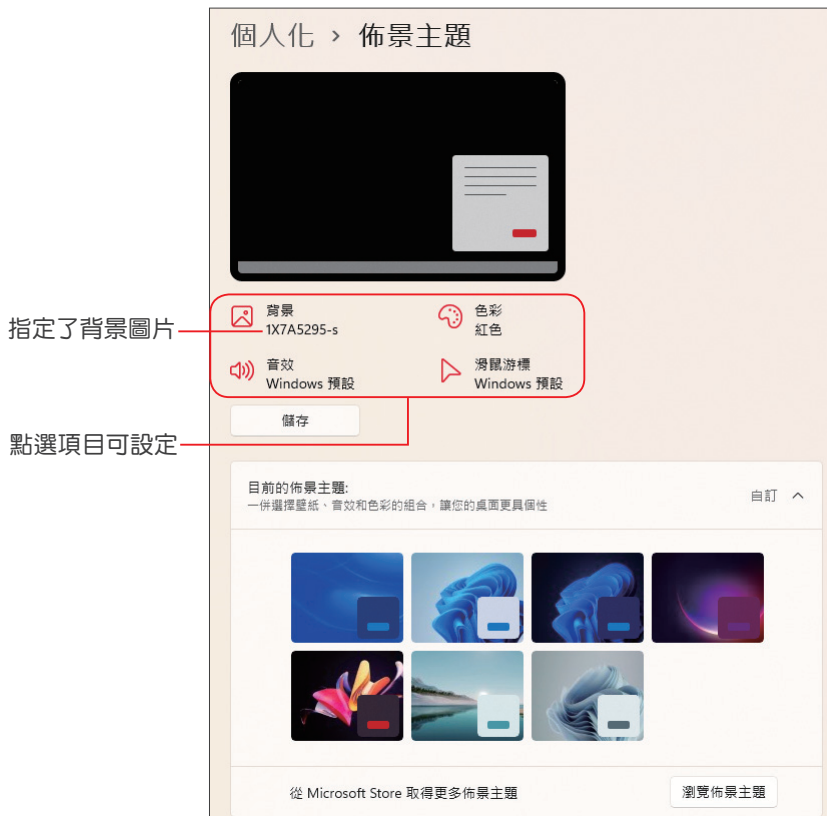 個人化 › 佈景主題
指定了背景圖片
背景
1X7A5295-s
色彩
紅色
音效
Windows 預設
滑鼠游標
Windows 預設
點選項目可設定
儲存
目前的佈景主題:
一併選擇壁紙、音效和色彩的組合，讓您的桌面更具個性
自訂
從 Microsoft Store 取得更多佈景主題
瀏覽佈景主題